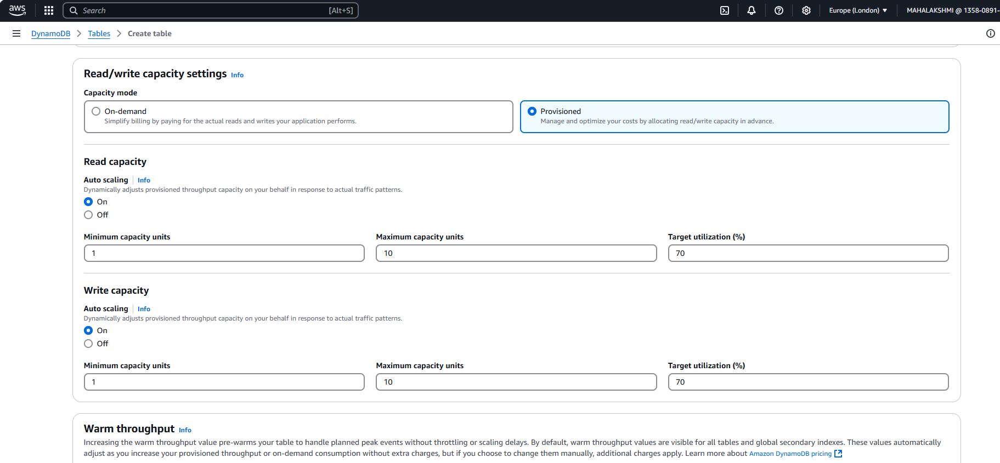 aws Search [Alt+S] Europe (London) MAHALAKSHMI @ 1358-0891-
DynamoDB Tables Create table
Read/write capacity settings Info
Capacity mode
On-demand
Simplify billing by paying for the actual reads and writes your application performs.
Provisioned
Manage and optimize your costs by allocating read/write capacity in advance.
Read capacity
Auto scaling Info
Dynamically adjusts provisioned throughput capacity on your behalf in response to actual traffic patterns.
On
Off
Minimum capacity units Maximum capacity units Target utilization (%)
1 10 70
Write capacity
Auto scaling Info
Dynamically adjusts provisioned throughput capacity on your behalf in response to actual traffic patterns.
On
Off
Minimum capacity units Maximum capacity units Target utilization (%)
1 10 70
Warm throughput Info
Increasing the warm throughput value pre-warms your table to handle planned peak events without throttling or scaling delays. By default, warm throughput values are visible for all tables and global secondary indexes. These values automatically
adjust as you increase your provisioned throughput or on-demand consumption without extra charges, but if you choose to change them manually, additional charges apply. Learn more about Amazon DynamoDB pricing